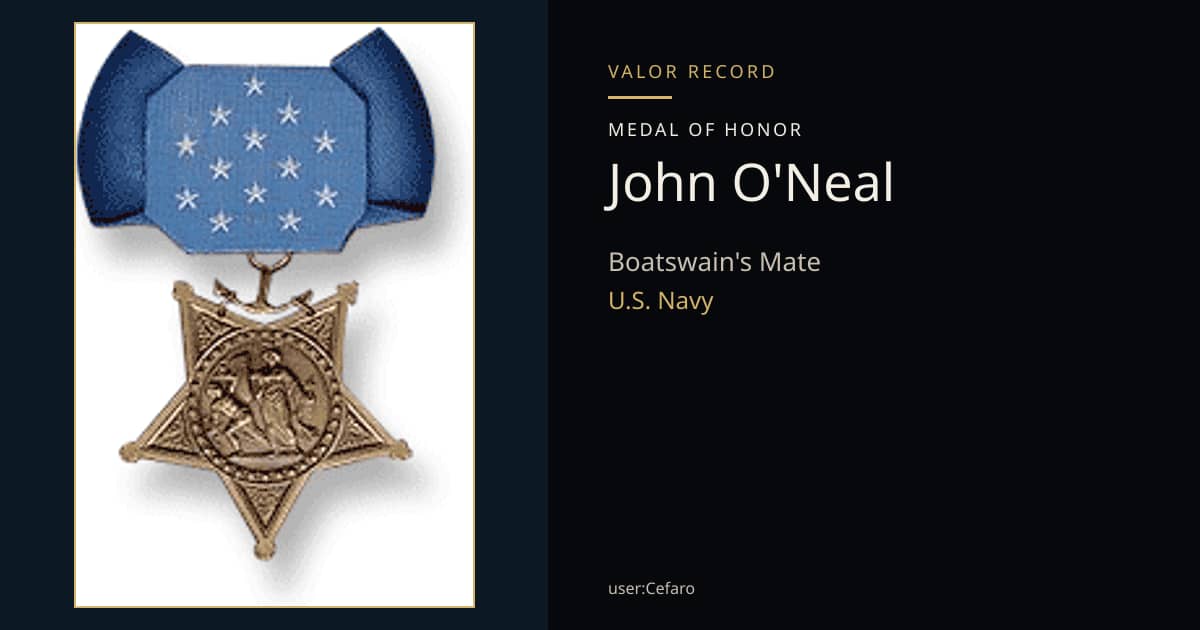 VALOR RECORD
MEDAL OF HONOR
John O'Neal
Boatswain's Mate
U.S. Navy
user:Cefaro